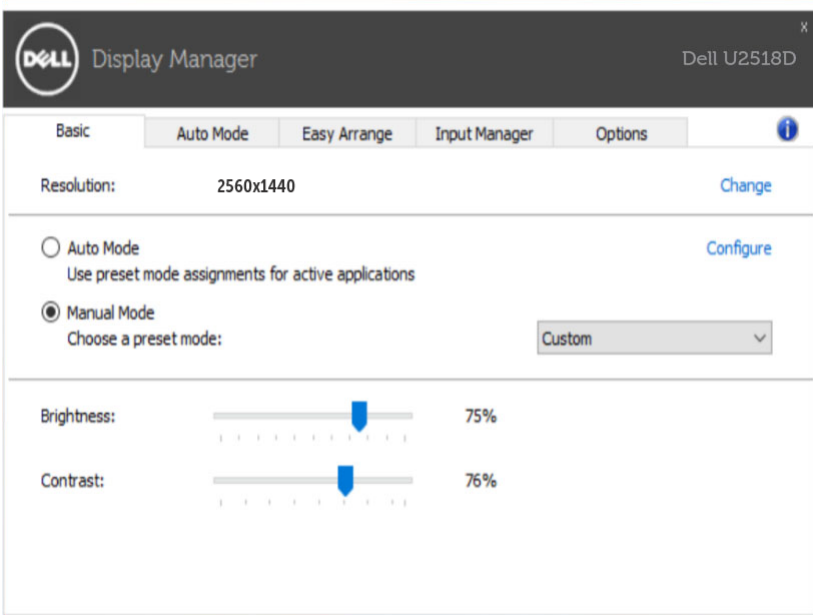 DELL Display Manager
Dell U2518D
x
Basic Auto Mode Easy Arrange Input Manager Options i
Resolution: 2560x1440 Change
Auto Mode Configure
Use preset mode assignments for active applications
Manual Mode
Choose a preset mode: Custom
Brightness: 75%
Contrast: 76%